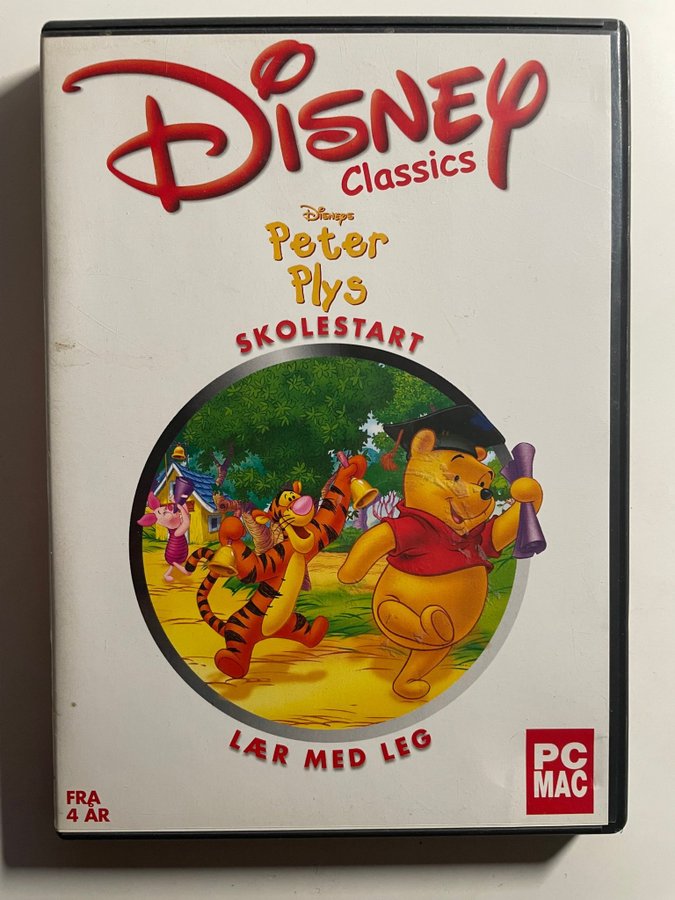 Disney
Classics
Disney's
Peter
Plys
SKOLESTART
LÆR MED LEG
FRA
4 ÅR
PC
MAC